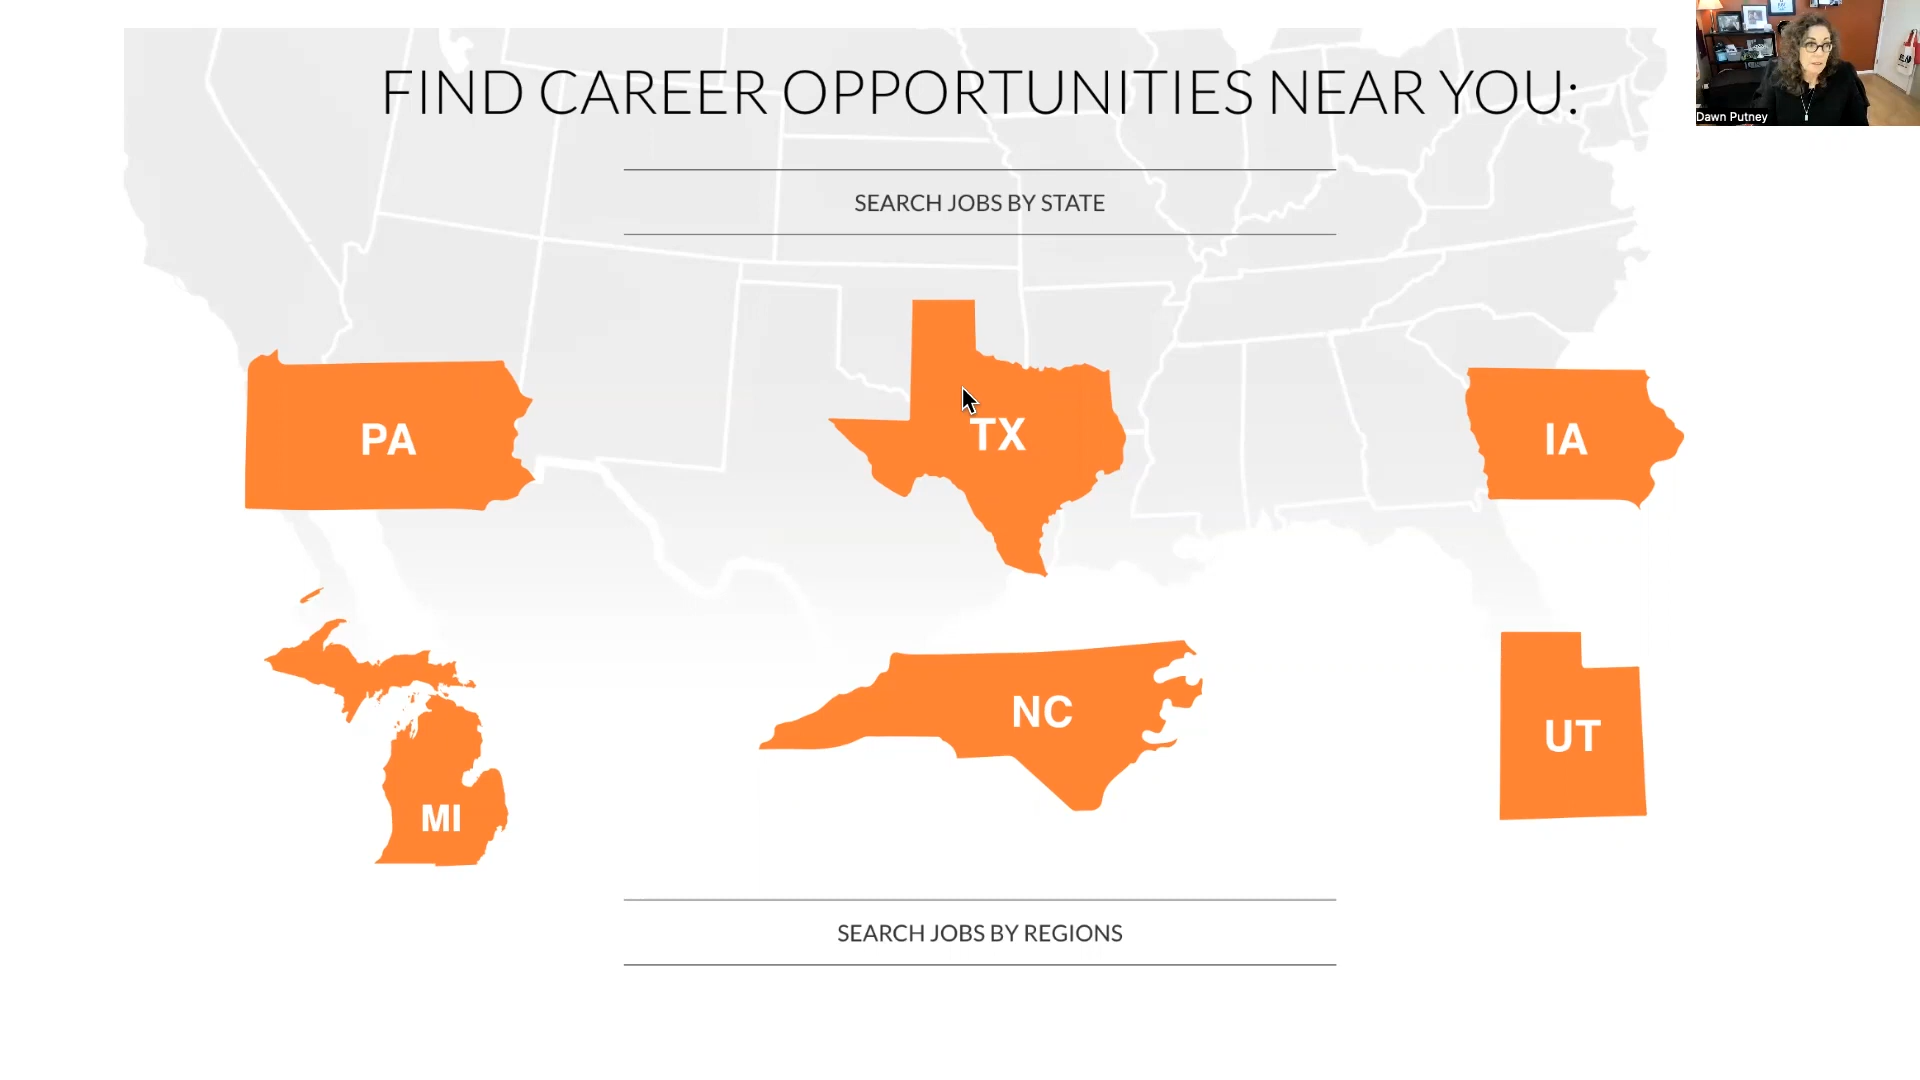 FIND CAREER OPPORTUNITIES NEAR YOU:
Dawn Putney
SEARCH JOBS BY STATE
PA
TX
IA
MI
NC
UT
SEARCH JOBS BY REGIONS